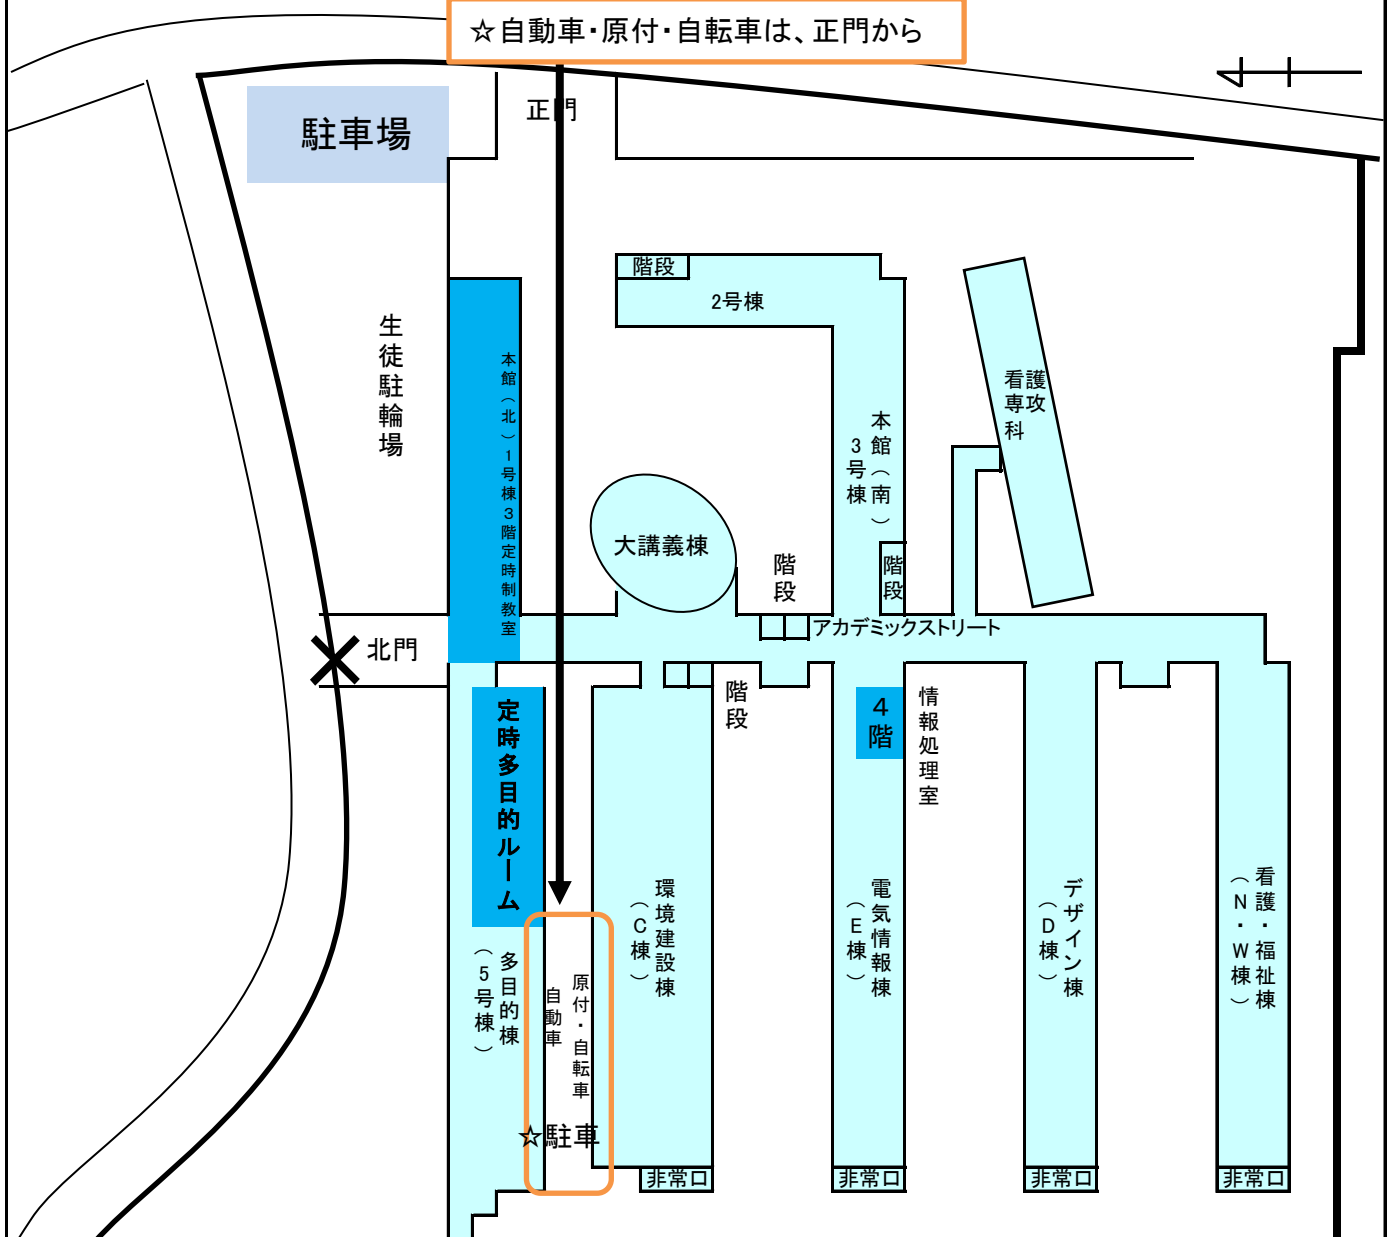 ☆自動車・原付・自転車は、正門から
正門
駐車場
階段
2号棟
生徒駐輪場
本館（北）1号棟3階定時制教室
看護
専攻
科
本館（南）
3号棟
大講義棟
階段
階段
アカデミックストリート
北門
定時多目的ルーム
階段
4階
情報処理室
環境建設棟
（C棟）
電気情報棟
（E棟）
デザイン棟
（D棟）
看護・福祉棟
（N・W棟）
多目的棟
（5号棟）
原付・自転車
自動車
☆駐車
非常口
非常口
非常口
非常口